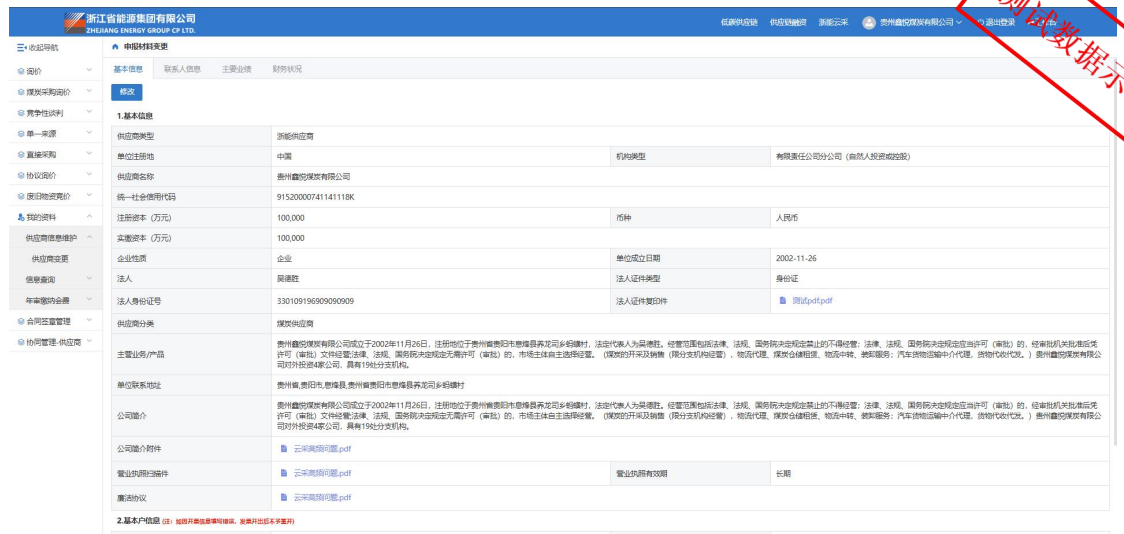 浙江省能源集团有限公司
ZHEJIANG ENERGY GROUP CP LTD.
低碳供应链 供应链融资 浙能云采 贵州鑫悦煤炭有限公司 退出登录
测试数据示
收起导航
申报材料变更
询价
煤炭采购询价
竞争性谈判
单一来源
直接采购
协议询价
废旧物资竞价
我的资料
供应商信息维护
供应商变更
信息查询
年审缴纳会费
合同签章管理
协同管理-供应商
基本信息 联系人信息 主要业绩 财务状况
修改
1.基本信息
供应商类型 浙能供应商
单位注册地 中国 机构类型 有限责任公司分公司（自然人投资或控股）
供应商名称 贵州鑫悦煤炭有限公司
统一社会信用代码 91520000741141118K
注册资本（万元） 100,000 币种 人民币
实缴资本（万元） 100,000
企业性质 企业 单位成立日期 2002-11-26
法人 吴德胜 法人证件类型 身份证
法人身份证号 330109196909090909 法人证件复印件 测试pdf.pdf
供应商分类 煤炭供应商
主营业务/产品
贵州鑫悦煤炭有限公司成立于2002年11月26日，注册地位于贵州省贵阳市息烽县养龙司乡蚂蟥村，法定代表人为吴德胜。经营范围包括法律、法规、国务院决定规定禁止的不得经营；法律、法规、国务院决定规定应当许可（审批）的，经审批机关批准后凭
许可（审批）文件经营;法律、法规、国务院决定规定无需许可（审批）的，市场主体自主选择经营。（煤炭的开采及销售（限分支机构经营），物流代理、煤炭仓储租赁、物流中转、装卸服务；汽车货物运输中介代理，货物代收代发。）贵州鑫悦煤炭有限公
司对外投资4家公司，具有19处分支机构。
单位联系地址 贵州省,贵阳市,息烽县,贵州省贵阳市息烽县养龙司乡蚂蟥村
公司简介
贵州鑫悦煤炭有限公司成立于2002年11月26日，注册地位于贵州省贵阳市息烽县养龙司乡蚂蟥村，法定代表人为吴德胜。经营范围包括法律、法规、国务院决定规定禁止的不得经营；法律、法规、国务院决定规定应当许可（审批）的，经审批机关批准后凭
许可（审批）文件经营;法律、法规、国务院决定规定无需许可（审批）的，市场主体自主选择经营。（煤炭的开采及销售（限分支机构经营），物流代理、煤炭仓储租赁、物流中转、装卸服务；汽车货物运输中介代理，货物代收代发。）贵州鑫悦煤炭有限公
司对外投资4家公司，具有19处分支机构。
公司简介附件 云采高频问题.pdf
营业执照扫描件 云采高频问题.pdf 营业执照有效期 长期
廉洁协议 云采高频问题.pdf
2.基本户信息 (注：如因开票信息填写错误，发票开出后不予重开)